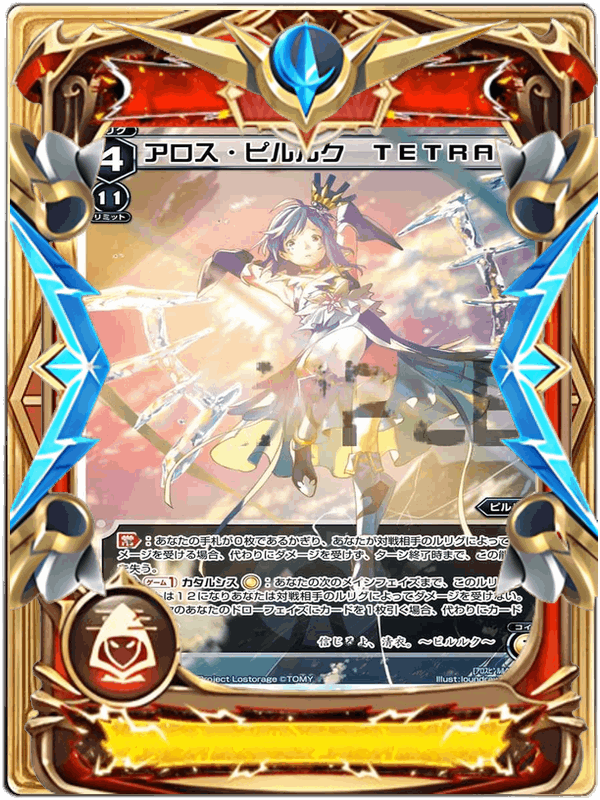 4 アロス・ピルルク TETRA
11
リミット
ピル
：あなたの手札が０枚であるかぎり、あなたが対戦相手のルリグによって
メージを受ける場合、代わりにダメージを受けず、ターン終了時まで、この能
失う。
ゲーム1 カタルシス ：あなたの次のメインフェイズまで、このルリ
は１２になりあなたは対戦相手のルリグによってダメージを受けない。
のあなたのドローフェイズにカードを１枚引く場合、代わりにカード
コイ
信じるよ、清衣。～ピルルク～
roject Lostorage ©TOMY
Illust:loundra